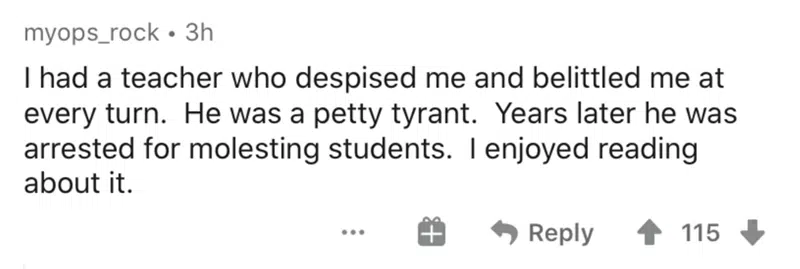 myops_rock • 3h
I had a teacher who despised me and belittled me at
every turn.  He was a petty tyrant.  Years later he was
arrested for molesting students.  I enjoyed reading
about it.
... Reply 115